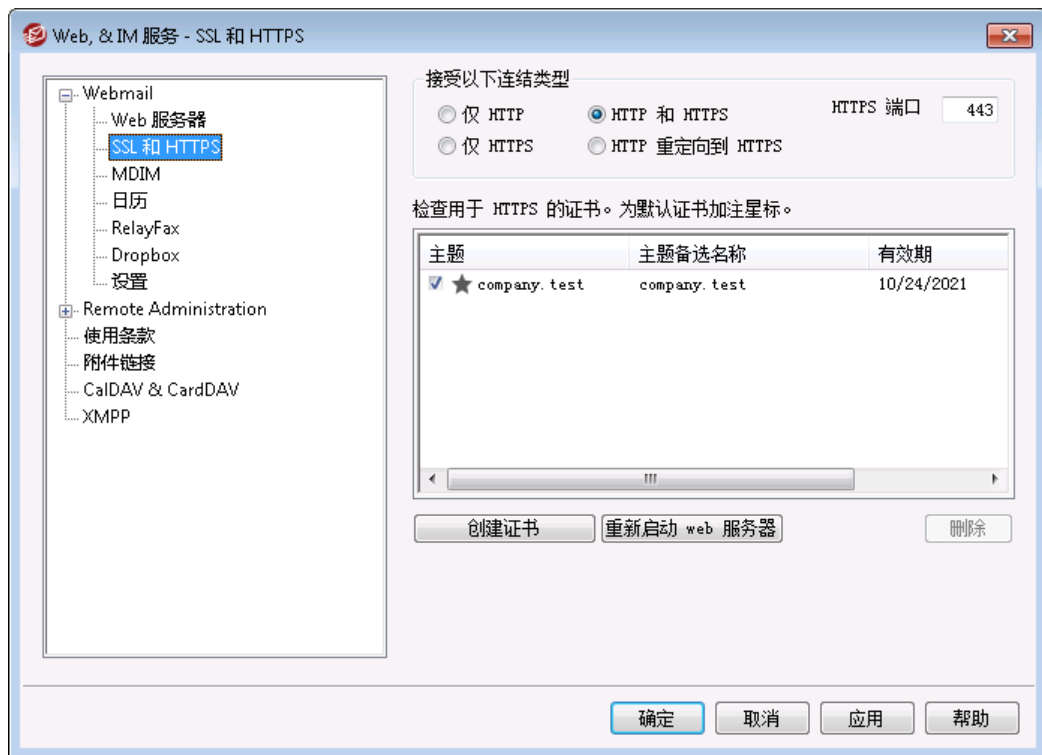 Web, & IM 服务 - SSL 和 HTTPS
Webmail
Web 服务器
SSL 和 HTTPS
MDIM
日历
RelayFax
Dropbox
设置
Remote Administration
使用条款
附件链接
CalDAV & CardDAV
XMPP
接受以下连结类型
仅 HTTP HTTP 和 HTTPS HTTPS 端口 443
仅 HTTPS HTTP 重定向到 HTTPS
检查用于 HTTPS 的证书。为默认证书加注星标。
主题 主题备选名称 有效期
company.test company.test 10/24/2021
创建证书 重新启动 web 服务器 删除
确定 取消 应用 帮助